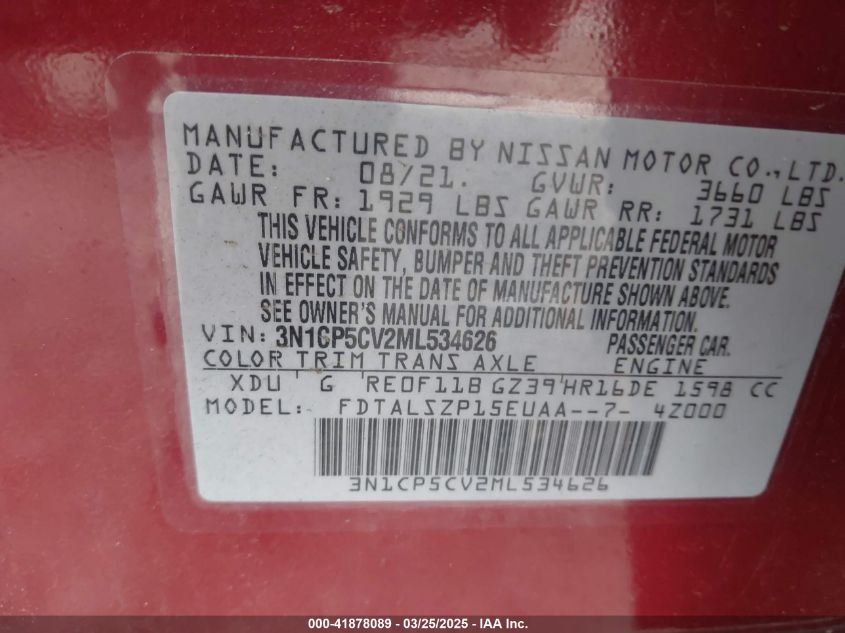 MANUFACTURED BY NISSAN MOTOR CO.,LTD.
DATE: 08/21. GVWR: 3660 LBS
GAWR FR: 1929 LBS GAWR RR: 1731 LBS
THIS VEHICLE CONFORMS TO ALL APPLICABLE FEDERAL MOTOR
VEHICLE SAFETY, BUMPER AND THEFT PREVENTION STANDARDS
IN EFFECT ON THE DATE OF MANUFACTURE SHOWN ABOVE.
SEE OWNER'S MANUAL FOR ADDITIONAL INFORMATION.
VIN: 3N1CP5CV2ML534626 PASSENGER CAR.
COLOR TRIM TRANS AXLE ENGINE
XDU G RE0F11B GZ39 HR16DE 1598 CC
MODEL: FDTALSZP15EUAA--7- 4Z000
3N1CP5CV2ML534626
000-41878089 - 03/25/2025 - IAA Inc.